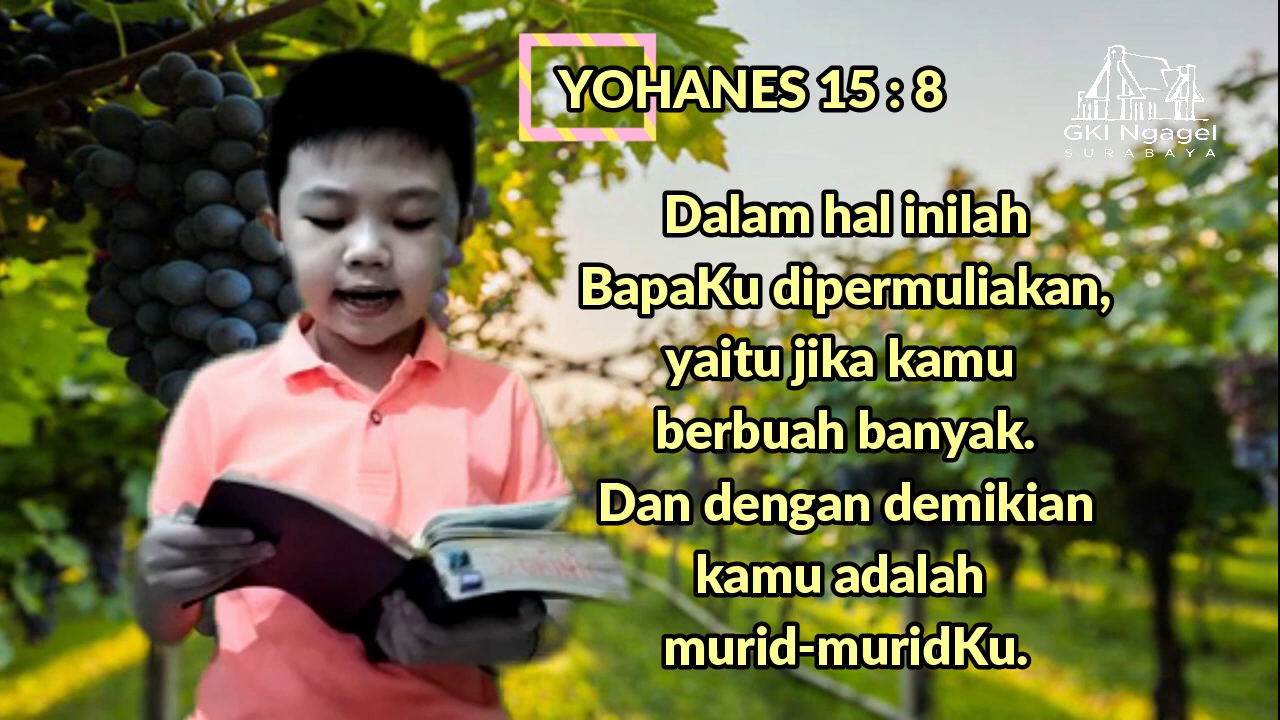 YOHANES 15 : 8
GKI Ngagel
SURABAYA
Dalam hal inilah
BapaKu dipermuliakan,
yaitu jika kamu
berbuah banyak.
Dan dengan demikian
kamu adalah
murid-muridKu.